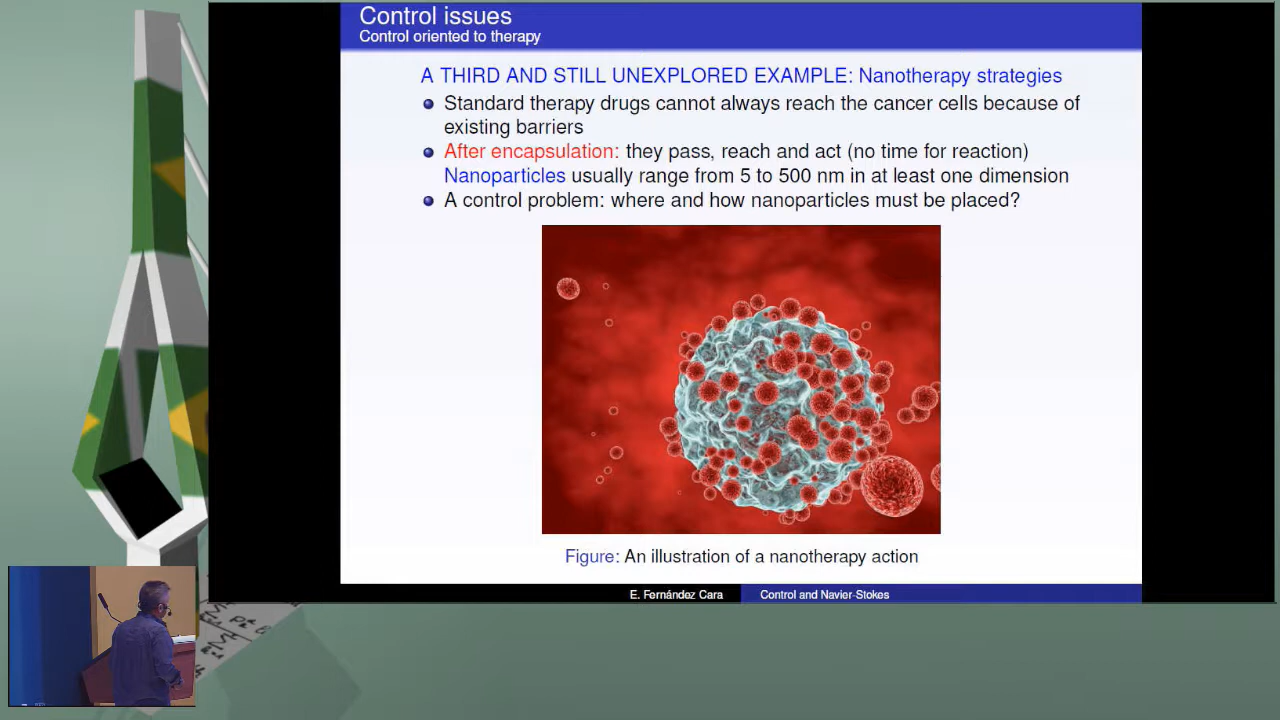 Control issues
Control oriented to therapy
A THIRD AND STILL UNEXPLORED EXAMPLE: Nanotherapy strategies
Standard therapy drugs cannot always reach the cancer cells because of
existing barriers
After encapsulation: they pass, reach and act (no time for reaction)
Nanoparticles usually range from 5 to 500 nm in at least one dimension
A control problem: where and how nanoparticles must be placed?
Figure: An illustration of a nanotherapy action
E. Fernández Cara
Control and Navier-Stokes